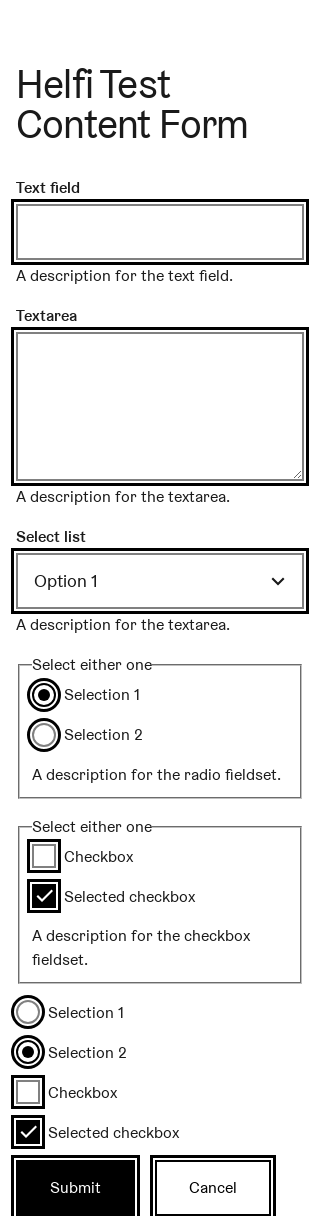 Helfi Test
Content Form
Text field
A description for the text field.
Textarea
A description for the textarea.
Select list
Option 1
A description for the textarea.
Select either one
Selection 1
Selection 2
A description for the radio fieldset.
Select either one
Checkbox
Selected checkbox
A description for the checkbox
fieldset.
Selection 1
Selection 2
Checkbox
Selected checkbox
Submit Cancel